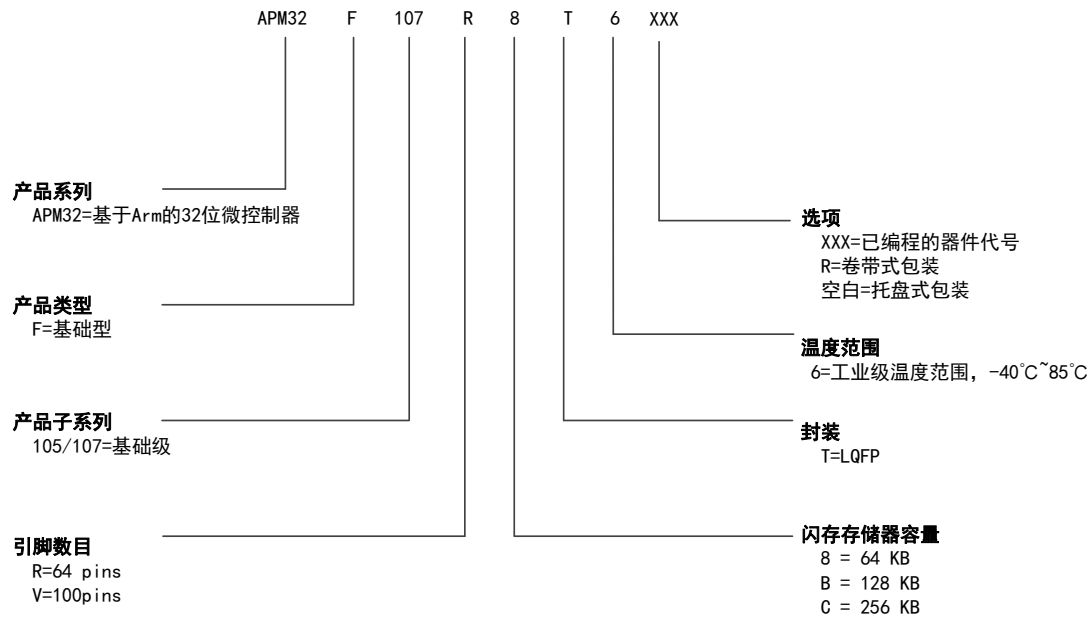 APM32 F 107 R 8 T 6 XXX
产品系列
APM32=基于Arm的32位微控制器
产品类型
F=基础型
产品子系列
105/107=基础级
引脚数目
R=64 pins
V=100pins
选项
XXX=已编程的器件代号
R=卷带式包装
空白=托盘式包装
温度范围
6=工业级温度范围，-40℃~85℃
封装
T=LQFP
闪存存储器容量
8 = 64 KB
B = 128 KB
C = 256 KB